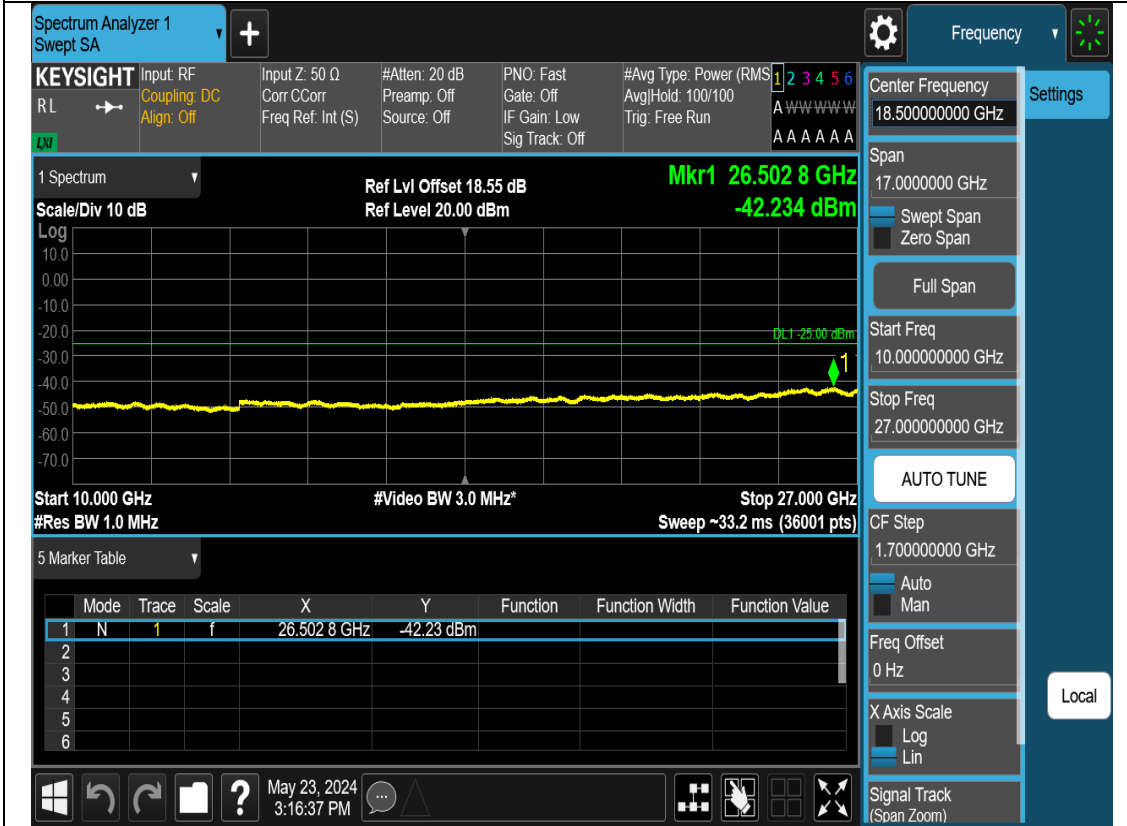 Spectrum Analyzer 1
Swept SA
Frequency
KEYSIGHT
RL
LXI
Input: RF
Coupling: DC
Align: Off
Input Z: 50 Ω
Corr CCorr
Freq Ref: Int (S)
#Atten: 20 dB
Preamp: Off
Source: Off
PNO: Fast
Gate: Off
IF Gain: Low
Sig Track: Off
#Avg Type: Power (RMS
Avg|Hold: 100/100
Trig: Free Run
1 2 3 4 5 6
A W W W W W
A A A A A A
1 Spectrum
Scale/Div 10 dB
Ref Lvl Offset 18.55 dB
Ref Level 20.00 dBm
Mkr1 26.502 8 GHz
-42.234 dBm
Log
10.0
0.00
-10.0
-20.0
-30.0
-40.0
-50.0
-60.0
-70.0
DL1 -25.00 dBm
1
Start 10.000 GHz
#Video BW 3.0 MHz*
Stop 27.000 GHz
#Res BW 1.0 MHz
Sweep ~33.2 ms (36001 pts)
5 Marker Table
Mode Trace Scale X Y Function Function Width Function Value
1 N 1 f 26.502 8 GHz -42.23 dBm
2
3
4
5
6
May 23, 2024
3:16:37 PM
?
Center Frequency
18.500000000 GHz
Settings
Span
17.0000000 GHz
Swept Span
Zero Span
Full Span
Start Freq
10.000000000 GHz
Stop Freq
27.000000000 GHz
AUTO TUNE
CF Step
1.700000000 GHz
Auto
Man
Freq Offset
0 Hz
X Axis Scale
Log
Lin
Signal Track
(Span Zoom)
Local